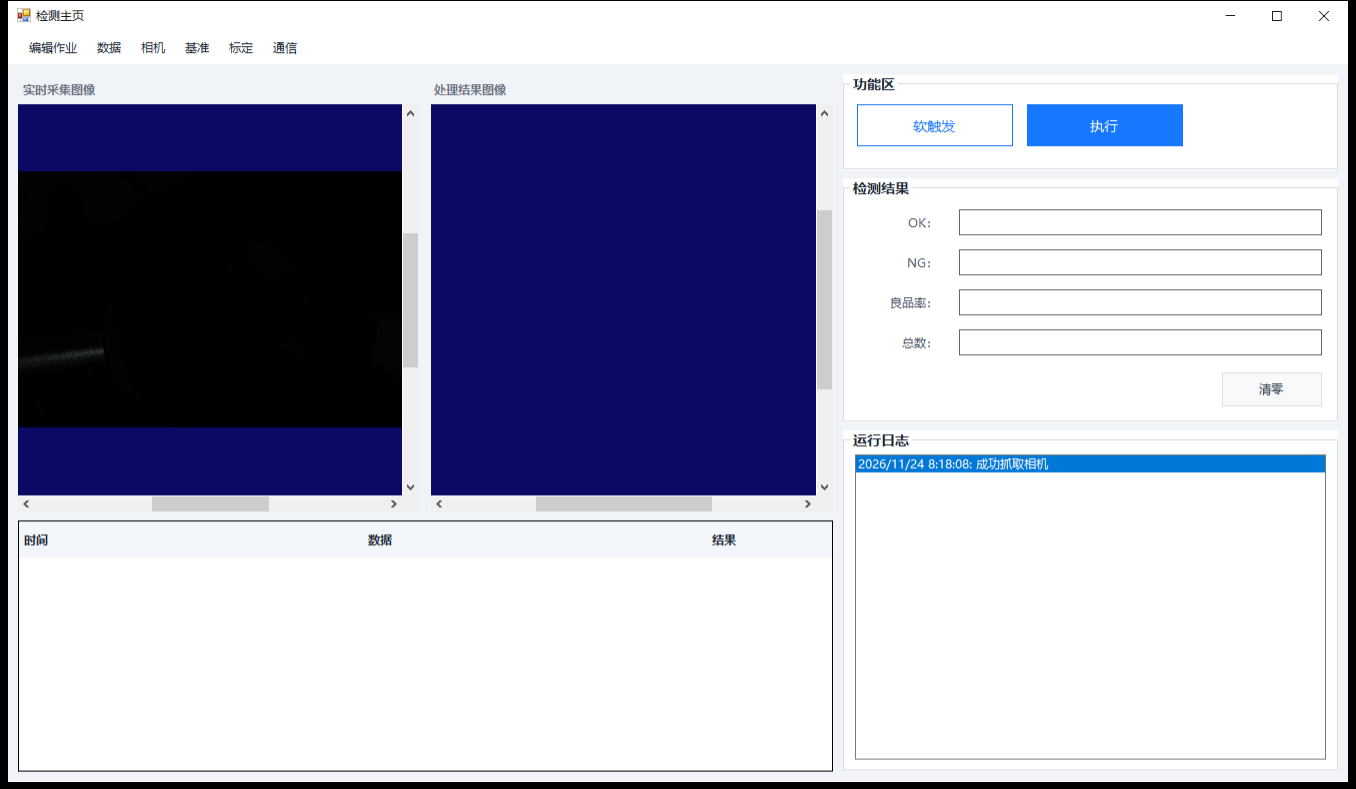 检测主页
编辑作业 数据 相机 基准 标定 通信
实时采集图像
处理结果图像
功能区
软触发
执行
检测结果
OK:
NG:
良品率:
总数:
清零
运行日志
2026/11/24 8:18:08: 成功抓取相机
时间 数据 结果